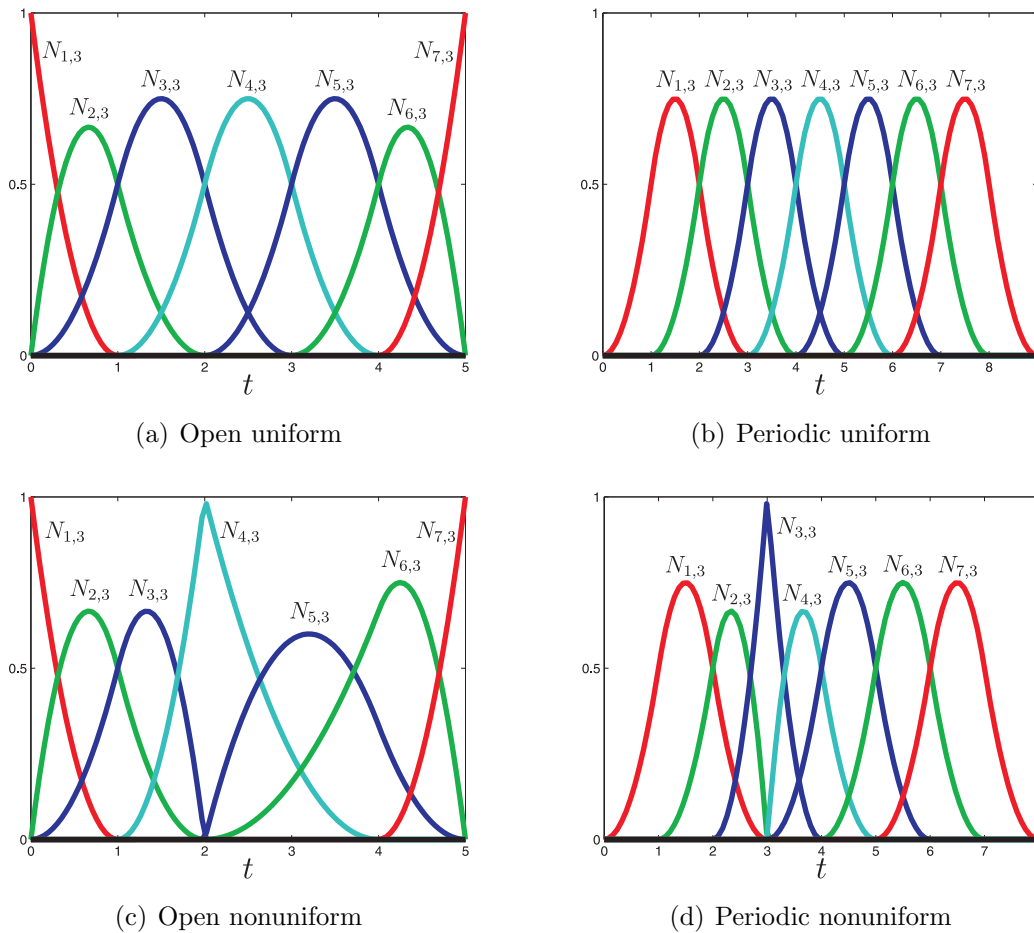 1
N1,3
N7,3
N3,3
N4,3
N5,3
N2,3
N6,3
0.5
0
0 1 2 3 4 5
t
(a) Open uniform
1
N1,3 N2,3 N3,3 N4,3 N5,3 N6,3 N7,3
0.5
0
0 1 2 3 4 5 6 7 8 9
t
(b) Periodic uniform
1
N1,3
N4,3
N7,3
N6,3
N2,3 N3,3
N5,3
0.5
0
0 1 2 3 4 5
t
(c) Open nonuniform
1
N3,3
N1,3
N5,3 N6,3 N7,3
N2,3
N4,3
0.5
0
0 1 2 3 4 5 6 7 8
t
(d) Periodic nonuniform